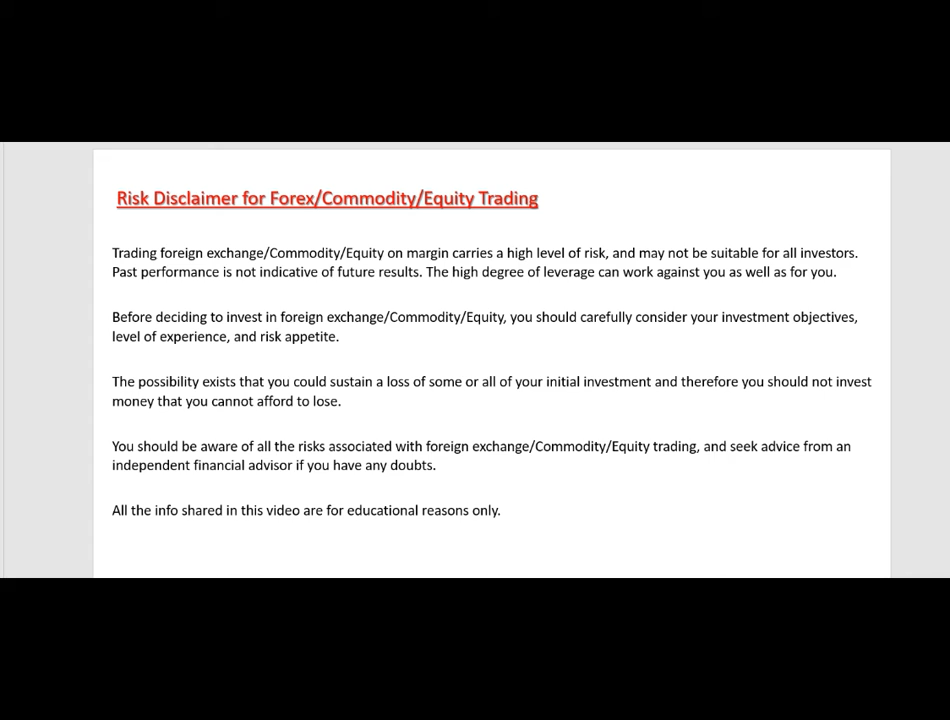 Risk Disclaimer for Forex/Commodity/Equity Trading
Trading foreign exchange/Commodity/Equity on margin carries a high level of risk, and may not be suitable for all investors.
Past performance is not indicative of future results. The high degree of leverage can work against you as well as for you.
Before deciding to invest in foreign exchange/Commodity/Equity, you should carefully consider your investment objectives,
level of experience, and risk appetite.
The possibility exists that you could sustain a loss of some or all of your initial investment and therefore you should not invest
money that you cannot afford to lose.
You should be aware of all the risks associated with foreign exchange/Commodity/Equity trading, and seek advice from an
independent financial advisor if you have any doubts.
All the info shared in this video are for educational reasons only.